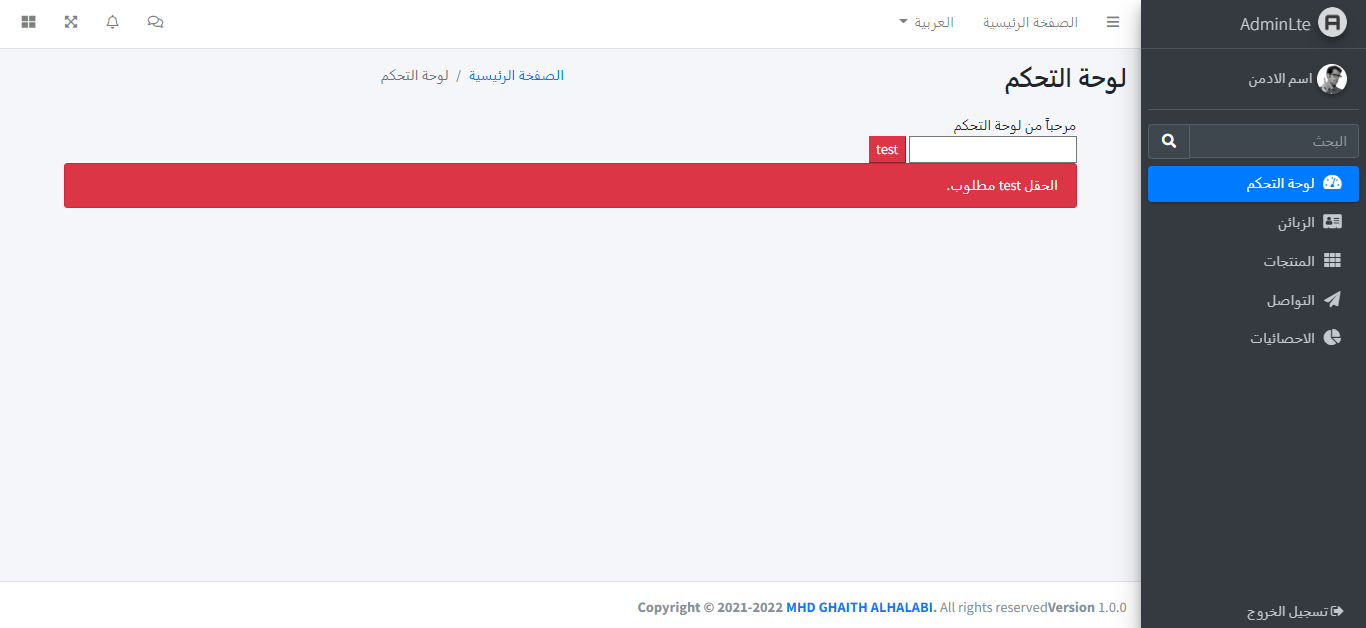 AdminLte
اسم الادمن
البحث
لوحة التحكم
الزبائن
المنتجات
التواصل
الاحصائيات
تسجيل الخروج
الصفحة الرئيسية
العربية
لوحة التحكم
الصفحة الرئيسية / لوحة التحكم
مرحباً من لوحة التحكم
test
الحقل test مطلوب.
Copyright © 2021-2022 MHD GHAITH ALHALABI. All rights reservedVersion 1.0.0